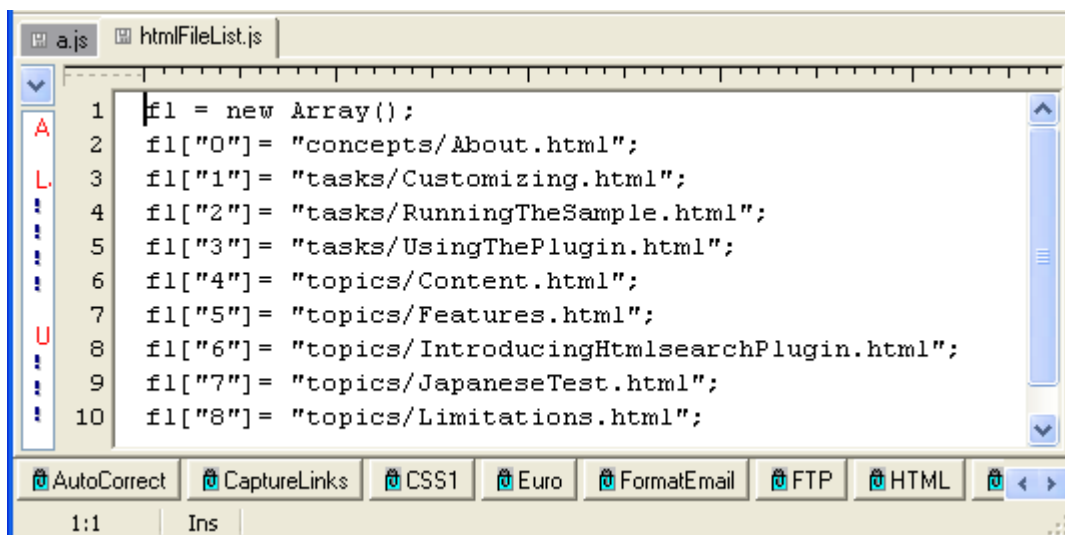 a.js htmlFileList.js
1 fl = new Array();
2 fl["0"]= "concepts/About.html";
3 fl["1"]= "tasks/Customizing.html";
4 fl["2"]= "tasks/RunningTheSample.html";
5 fl["3"]= "tasks/UsingThePlugin.html";
6 fl["4"]= "topics/Content.html";
7 fl["5"]= "topics/Features.html";
8 fl["6"]= "topics/IntroducingHtmlsearchPlugin.html";
9 fl["7"]= "topics/JapaneseTest.html";
10 fl["8"]= "topics/Limitations.html";
A
L
U
AutoCorrect CaptureLinks CSS1 Euro FormatEmail FTP HTML
1:1 Ins